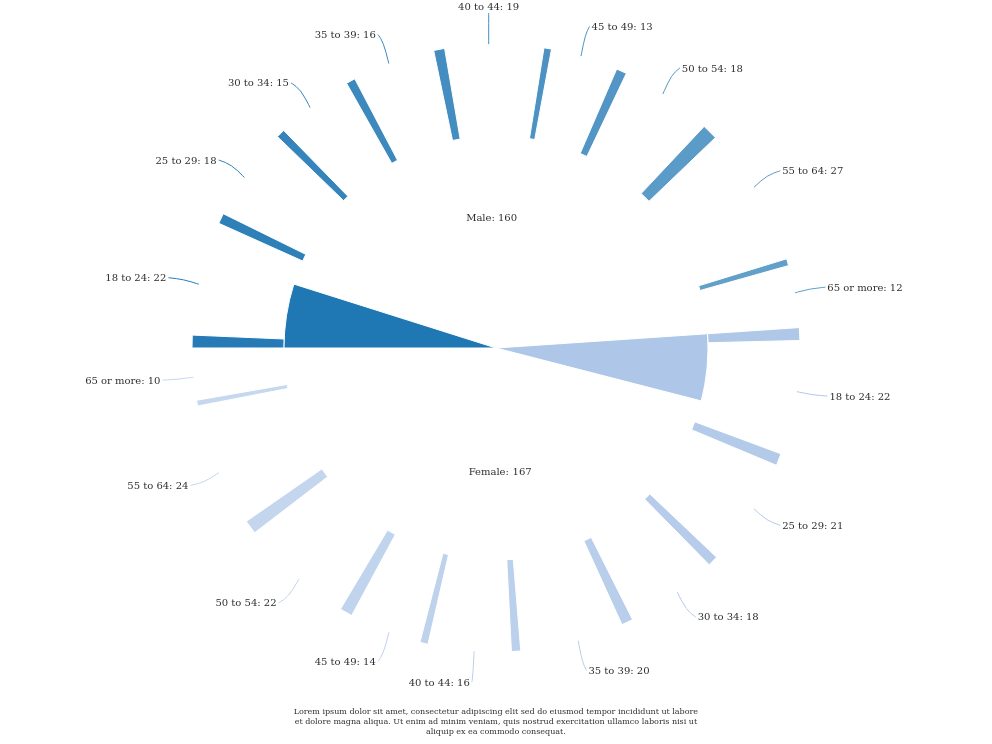 40 to 44: 19
45 to 49: 13
35 to 39: 16
50 to 54: 18
30 to 34: 15
25 to 29: 18
55 to 64: 27
Male: 160
18 to 24: 22
65 or more: 12
65 or more: 10
18 to 24: 22
Female: 167
55 to 64: 24
25 to 29: 21
50 to 54: 22
30 to 34: 18
45 to 49: 14
35 to 39: 20
40 to 44: 16
Lorem ipsum dolor sit amet, consectetur adipiscing elit sed do eiusmod tempor incididunt ut labore
et dolore magna aliqua. Ut enim ad minim veniam, quis nostrud exercitation ullamco laboris nisi ut
aliquip ex ea commodo consequat.